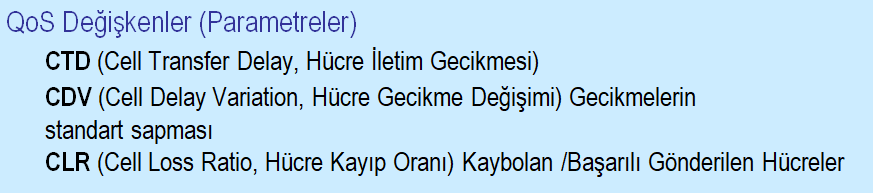 QoS Değişkenler (Parametreler)
CTD (Cell Transfer Delay, Hücre İletim Gecikmesi)
CDV (Cell Delay Variation, Hücre Gecikme Değişimi) Gecikmelerin
standart sapması
CLR (Cell Loss Ratio, Hücre Kayıp Oranı) Kaybolan /Başarılı Gönderilen Hücreler